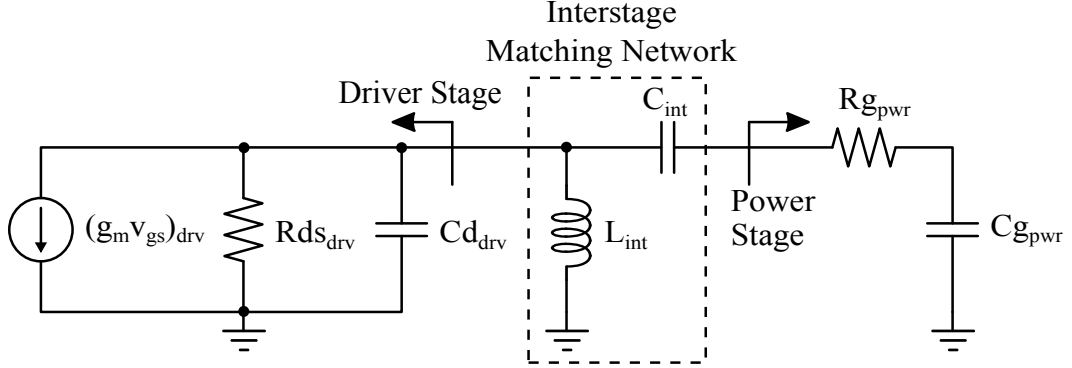 Interstage
Matching Network
Driver Stage
C_int
Rg_pwr
(g_m v_gs)_drv
Rds_drv
Cd_drv
L_int
Power
Stage
Cg_pwr